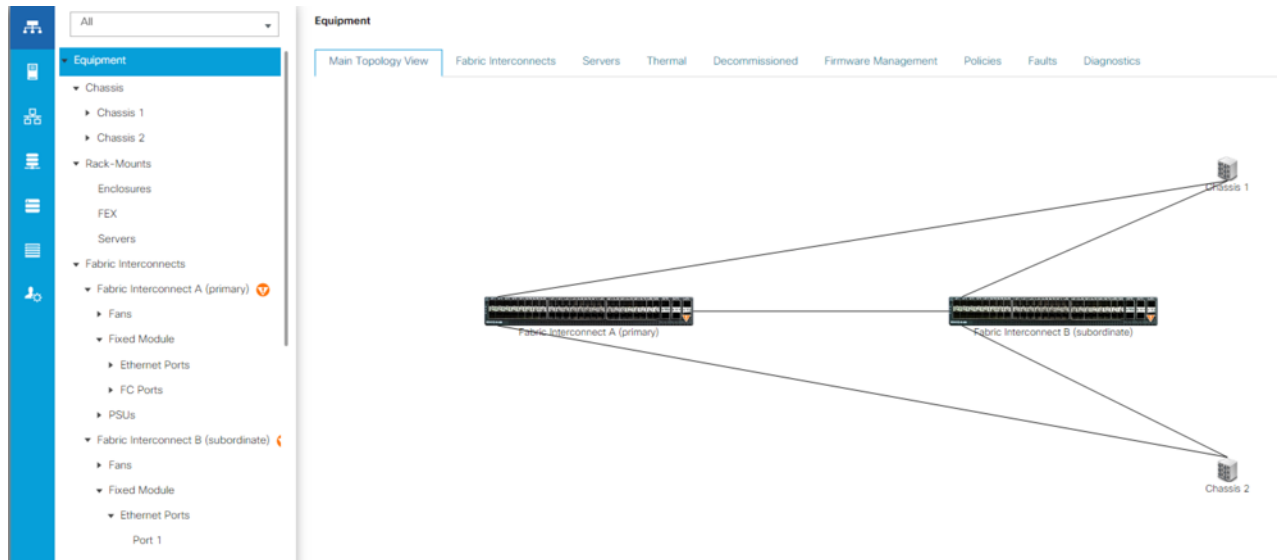 All
Equipment
Chassis
Chassis 1
Chassis 2
Rack-Mounts
Enclosures
FEX
Servers
Fabric Interconnects
Fabric Interconnect A (primary)
Fans
Fixed Module
Ethernet Ports
FC Ports
PSUs
Fabric Interconnect B (subordinate)
Fans
Fixed Module
Ethernet Ports
Port 1
Equipment
Main Topology View Fabric Interconnects Servers Thermal Decommissioned Firmware Management Policies Faults Diagnostics
Chassis 1
Fabric Interconnect A (primary)
Fabric Interconnect B (subordinate)
Chassis 2